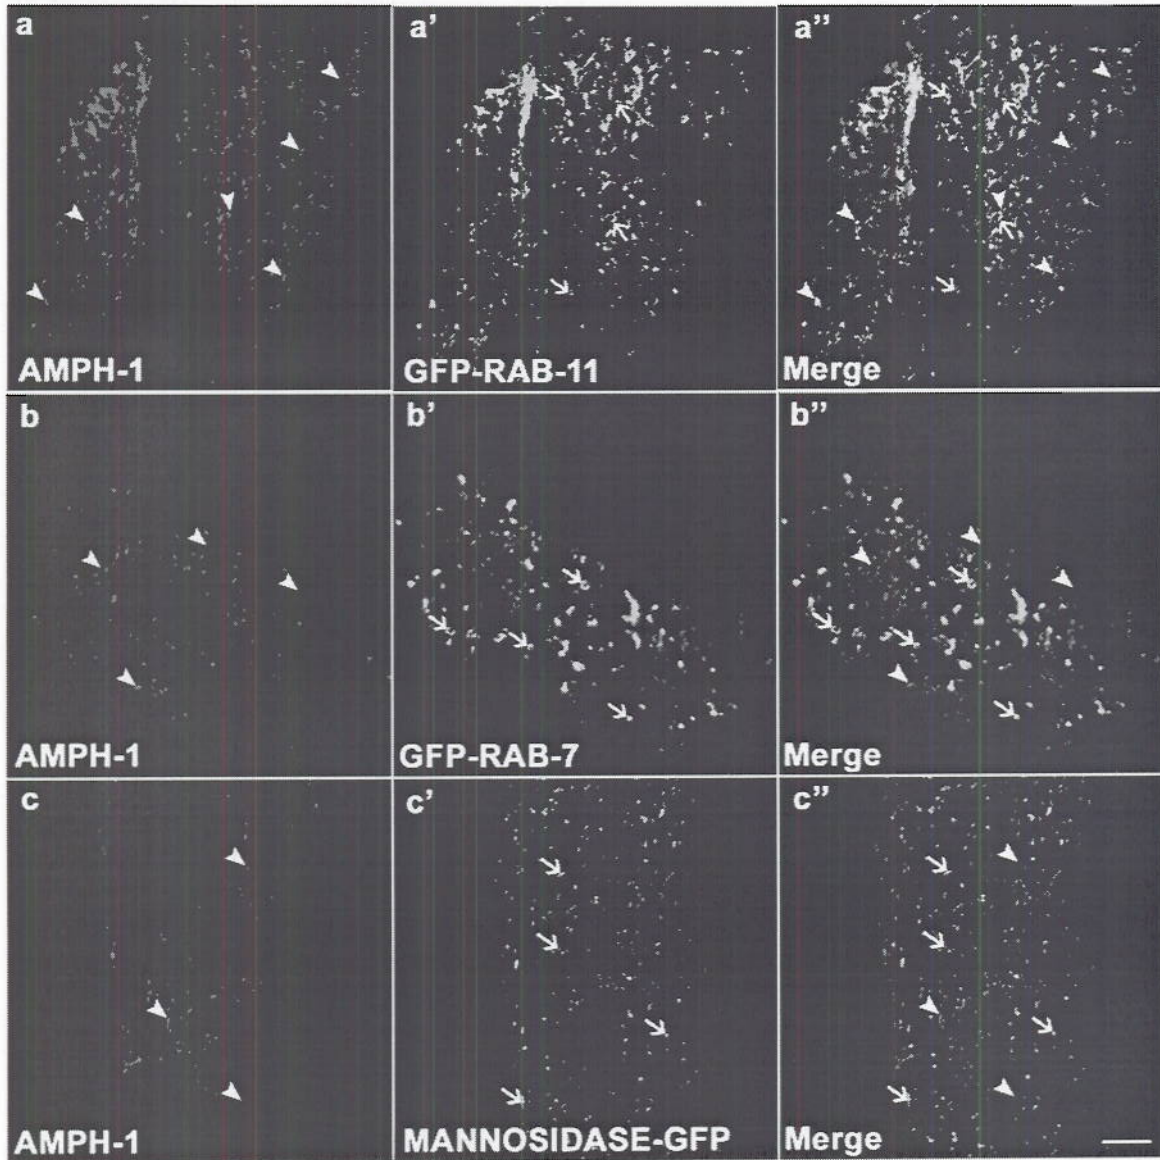 a a’ a’’
AMPH-1 GFP-RAB-11 Merge
b b’ b’’
AMPH-1 GFP-RAB-7 Merge
c c’ c’’
AMPH-1 MANNOSIDASE-GFP Merge